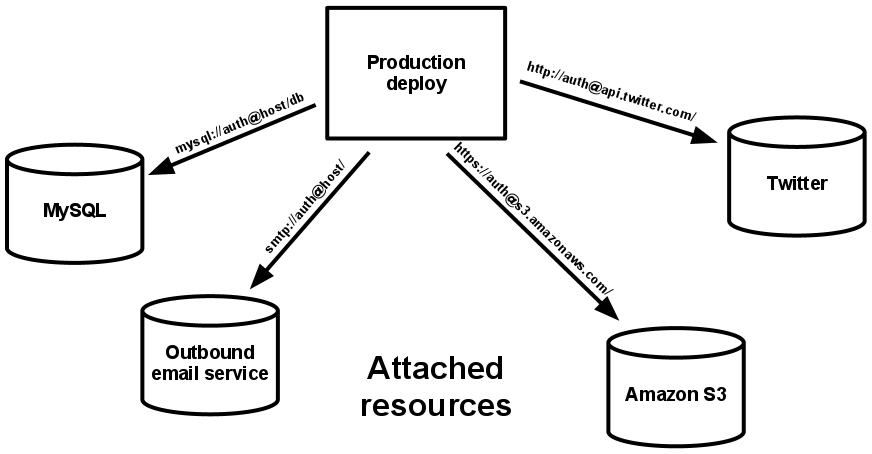 Production
deploy
http://auth@api.twitter.com/
mysql://auth@host/db
https://auth@s3.amazonaws.com/
smtp://auth@host/
MySQL
Twitter
Outbound
email service
Attached
resources
Amazon S3